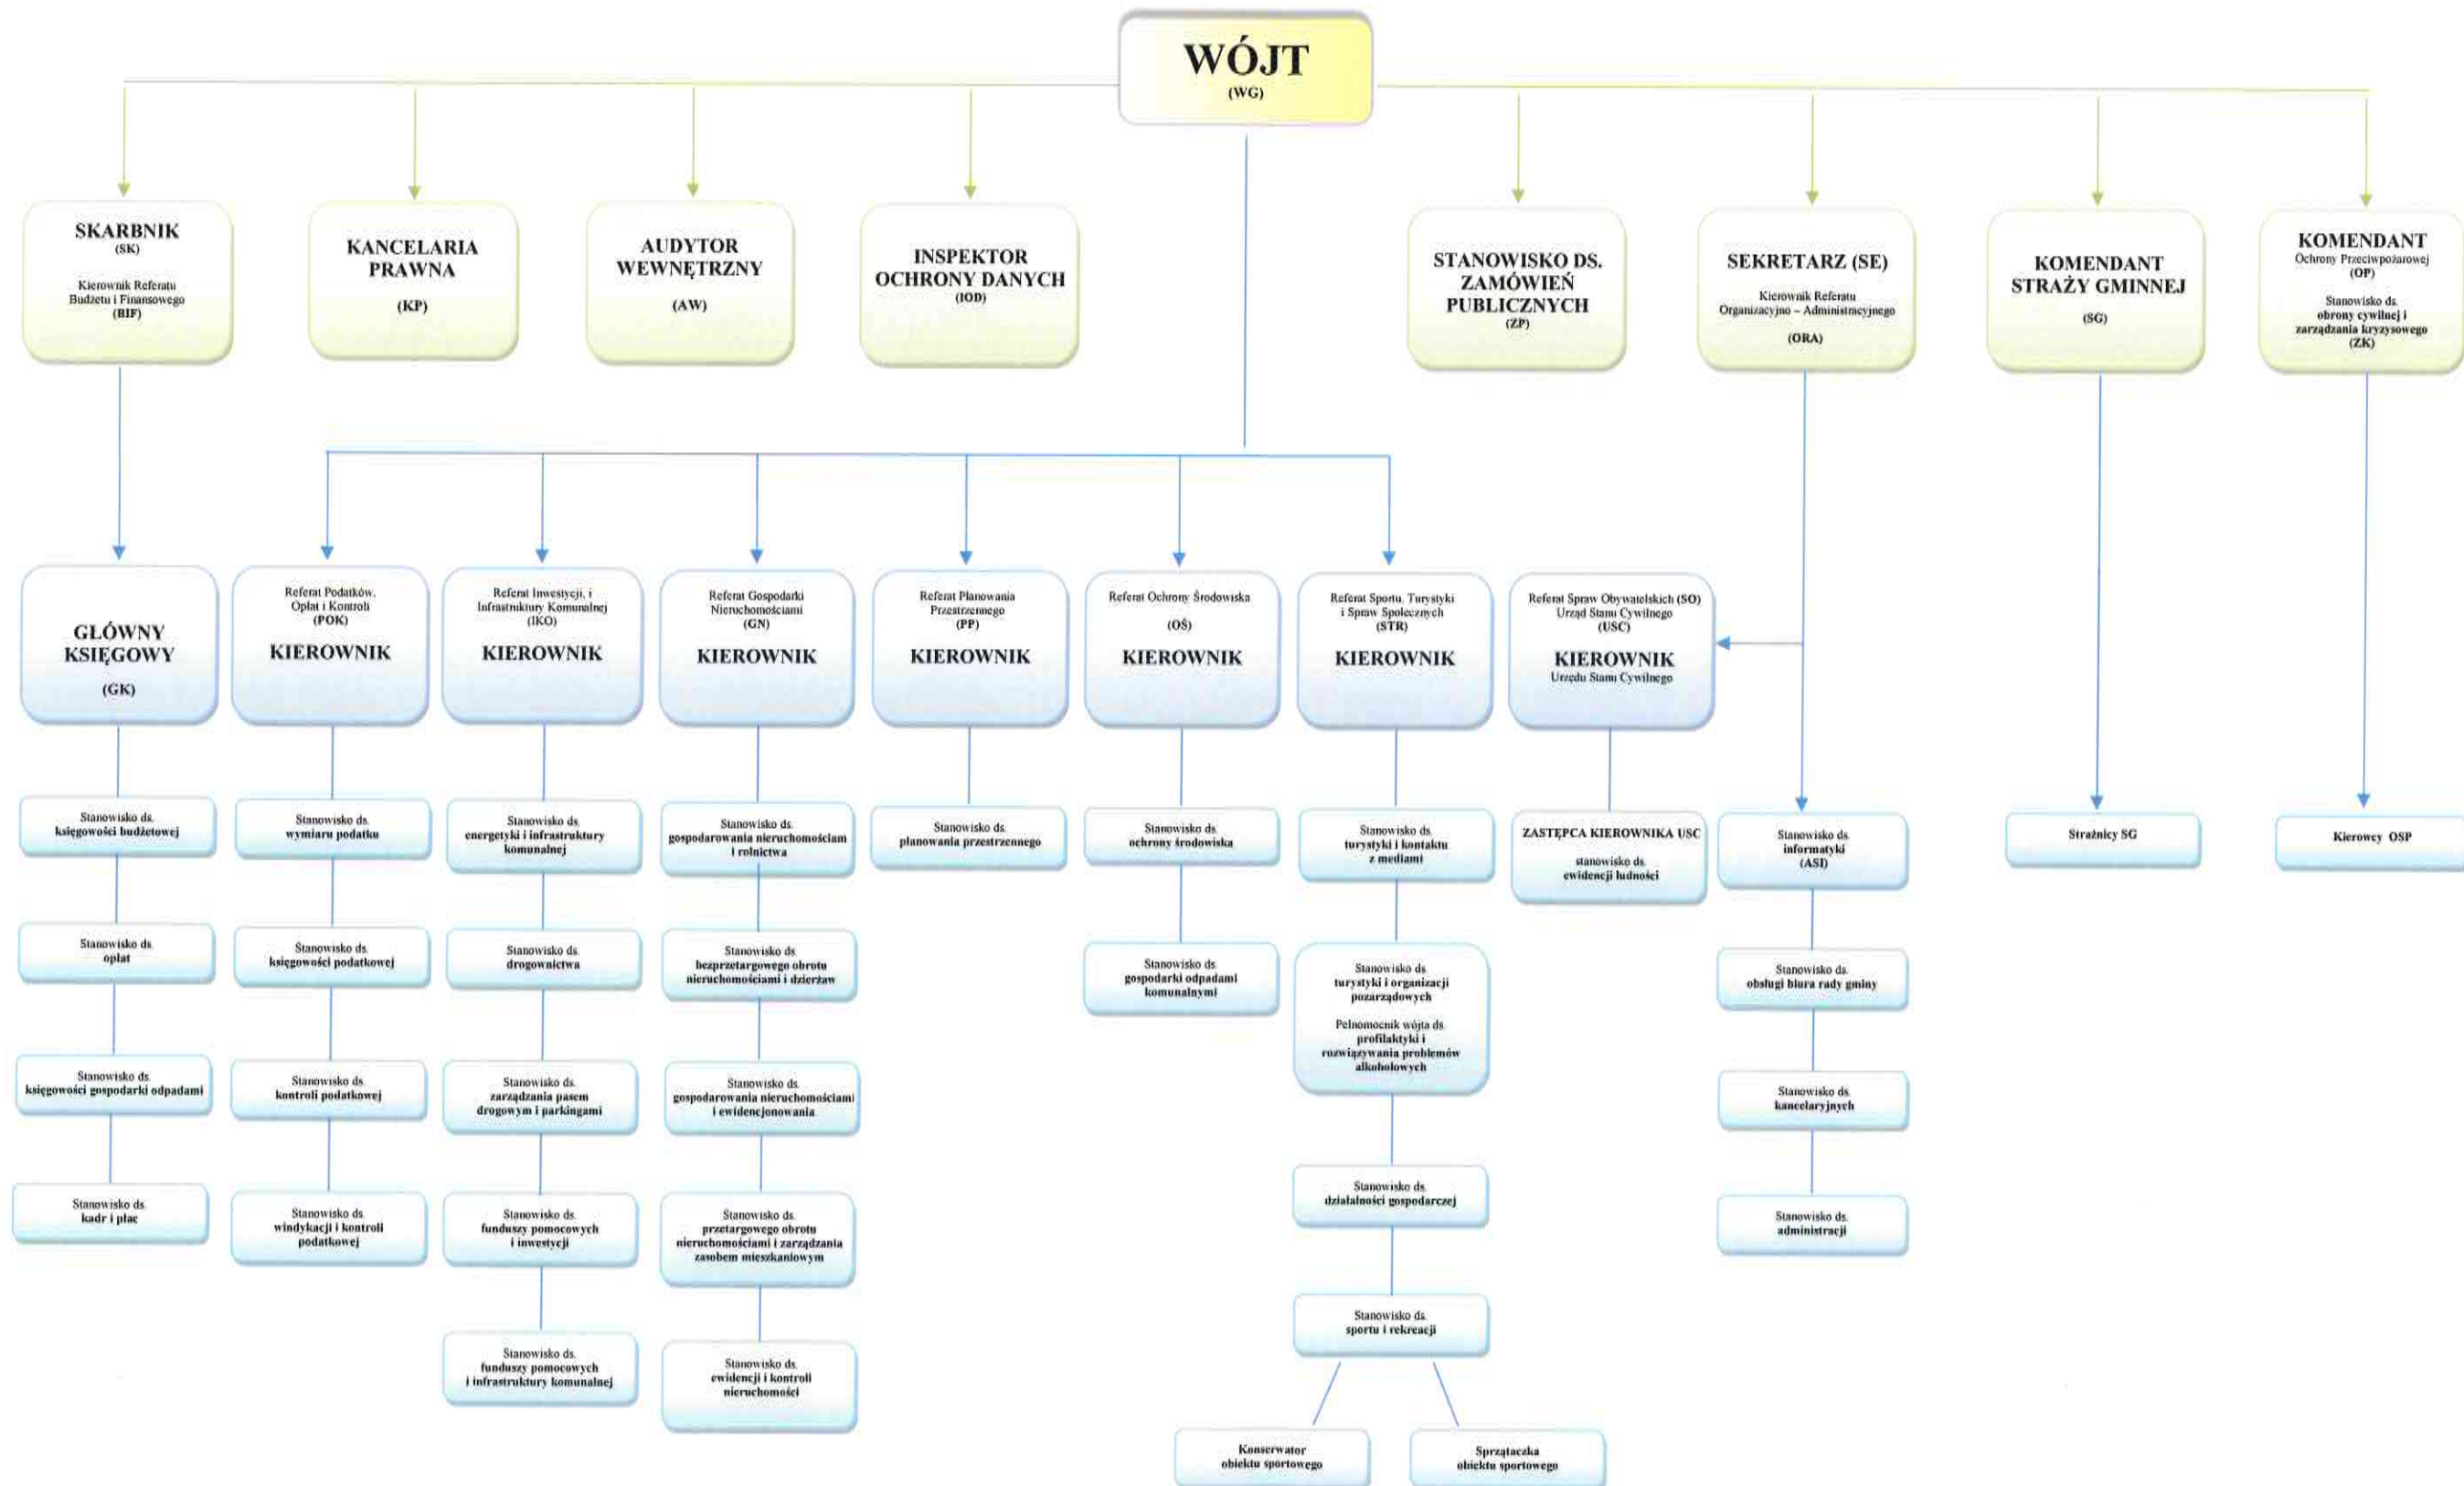 WÓJT
(WG)
SKARBNIK
(SK)
Kierownik Referatu
Budżetu i Finansowego
(BIF)
KANCELARIA
PRAWNA
(KP)
AUDYTOR
WEWNĘTRZNY
(AW)
INSPEKTOR
OCHRONY DANYCH
(IOD)
STANOWISKO DS.
ZAMÓWIEŃ
PUBLICZNYCH
(ZP)
SEKRETARZ (SE)
Kierownik Referatu
Organizacyjno – Administracyjnego
(ORA)
KOMENDANT
STRAŻY GMINNEJ
(SG)
KOMENDANT
Ochrony Przeciwpożarowej
(OP)
Stanowisko ds.
obrony cywilnej i
zarządzania kryzysowego
(ZK)
GŁÓWNY
KSIĘGOWY
(GK)
Referat Podatków,
Opłat i Kontroli
(POK)
KIEROWNIK
Referat Inwestycji, i
Infrastruktury Komunalnej
(IKO)
KIEROWNIK
Referat Gospodarki
Nieruchomościami
(GN)
KIEROWNIK
Referat Planowania
Przestrzennego
(PP)
KIEROWNIK
Referat Ochrony Środowiska
(OŚ)
KIEROWNIK
Referat Sportu, Turystyki
i Spraw Społecznych
(STR)
KIEROWNIK
Referat Spraw Obywatelskich (SO)
Urząd Stanu Cywilnego
(USC)
KIEROWNIK
Urzędu Stanu Cywilnego
Stanowisko ds.
księgowości budżetowej
Stanowisko ds.
opłat
Stanowisko ds.
księgowości gospodarki odpadami
Stanowisko ds.
kadr i płac
Stanowisko ds.
wymiaru podatku
Stanowisko ds.
księgowości podatkowej
Stanowisko ds.
kontroli podatkowej
Stanowisko ds.
windykacji i kontroli
podatkowej
Stanowisko ds.
energetyki i infrastruktury
komunalnej
Stanowisko ds.
drogownictwa
Stanowisko ds.
zarządzania pasem
drogowym i parkingami
Stanowisko ds.
funduszy pomocowych
i inwestycji
Stanowisko ds.
funduszy pomocowych
i infrastruktury komunalnej
Stanowisko ds.
gospodarowania nieruchomościam
i rolnictwa
Stanowisko ds.
bezprzetargowego obrotu
nieruchomościami i dzierżaw
Stanowisko ds.
gospodarowania nieruchomościami
i ewidencjonowania
Stanowisko ds.
przetargowego obrotu
nieruchomościami i zarządzania
zasobem mieszkaniowym
Stanowisko ds.
ewidencji i kontroli
nieruchomości
Stanowisko ds.
planowania przestrzennego
Stanowisko ds.
ochrony środowiska
Stanowisko ds.
gospodarki odpadami
komunalnymi
Stanowisko ds.
turystyki i kontaktu
z mediami
Stanowisko ds.
turystyki i organizacji
pozarządowych
Pełnomocnik wójta ds.
profilaktyki i
rozwiązywania problemów
alkoholowych
Stanowisko ds.
działalności gospodarczej
Stanowisko ds.
sportu i rekreacji
Konserwator
obiektu sportowego
Sprzątaczka
obiektu sportowego
ZASTĘPCA KIEROWNIKA USC
stanowisko ds.
ewidencji ludności
Stanowisko ds.
informatyki
(ASI)
Stanowisko ds.
obsługi biura rady gminy
Stanowisko ds.
kancelaryjnych
Stanowisko ds.
administracji
Strażnicy SG
Kierowcy OSP